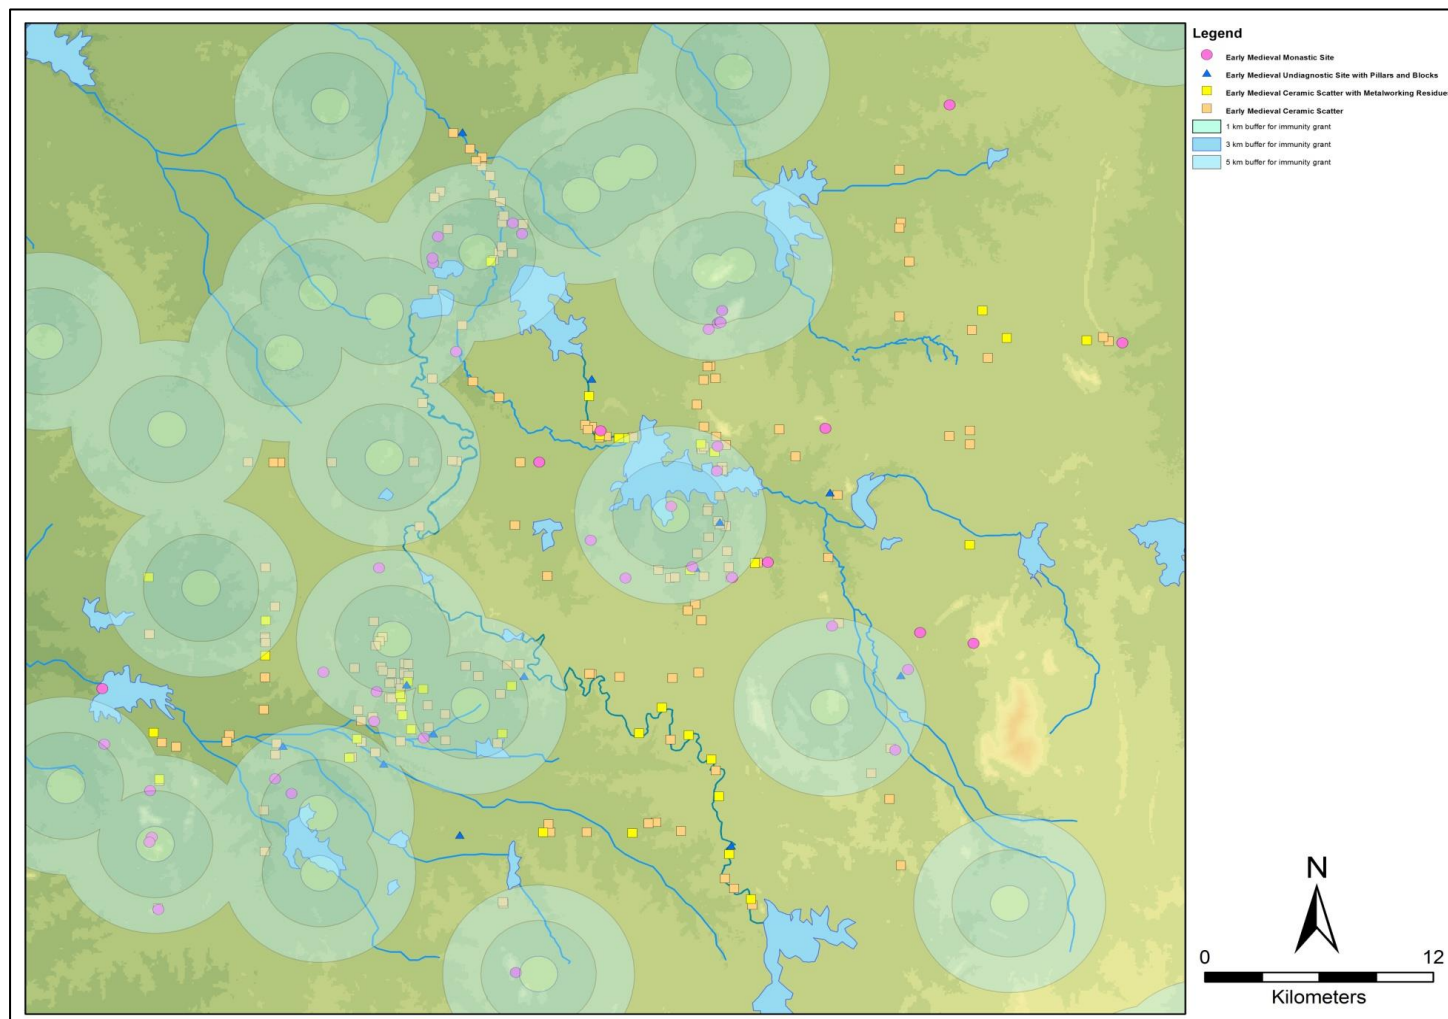 Legend
Early Medieval Monastic Site
Early Medieval Undiagnostic Site with Pillars and Blocks
Early Medieval Ceramic Scatter with Metalworking Residues
Early Medieval Ceramic Scatter
1 km buffer for immunity grant
3 km buffer for immunity grant
5 km buffer for immunity grant
N
0 12
Kilometers